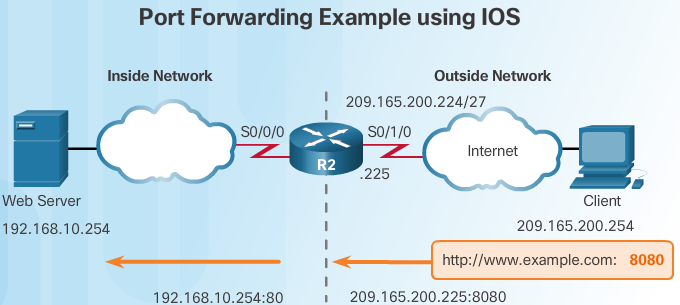 Port Forwarding Example using IOS
Inside Network
Outside Network
209.165.200.224/27
S0/0/0
S0/1/0
R2
.225
Internet
Web Server
192.168.10.254
Client
209.165.200.254
http://www.example.com: 8080
192.168.10.254:80
209.165.200.225:8080